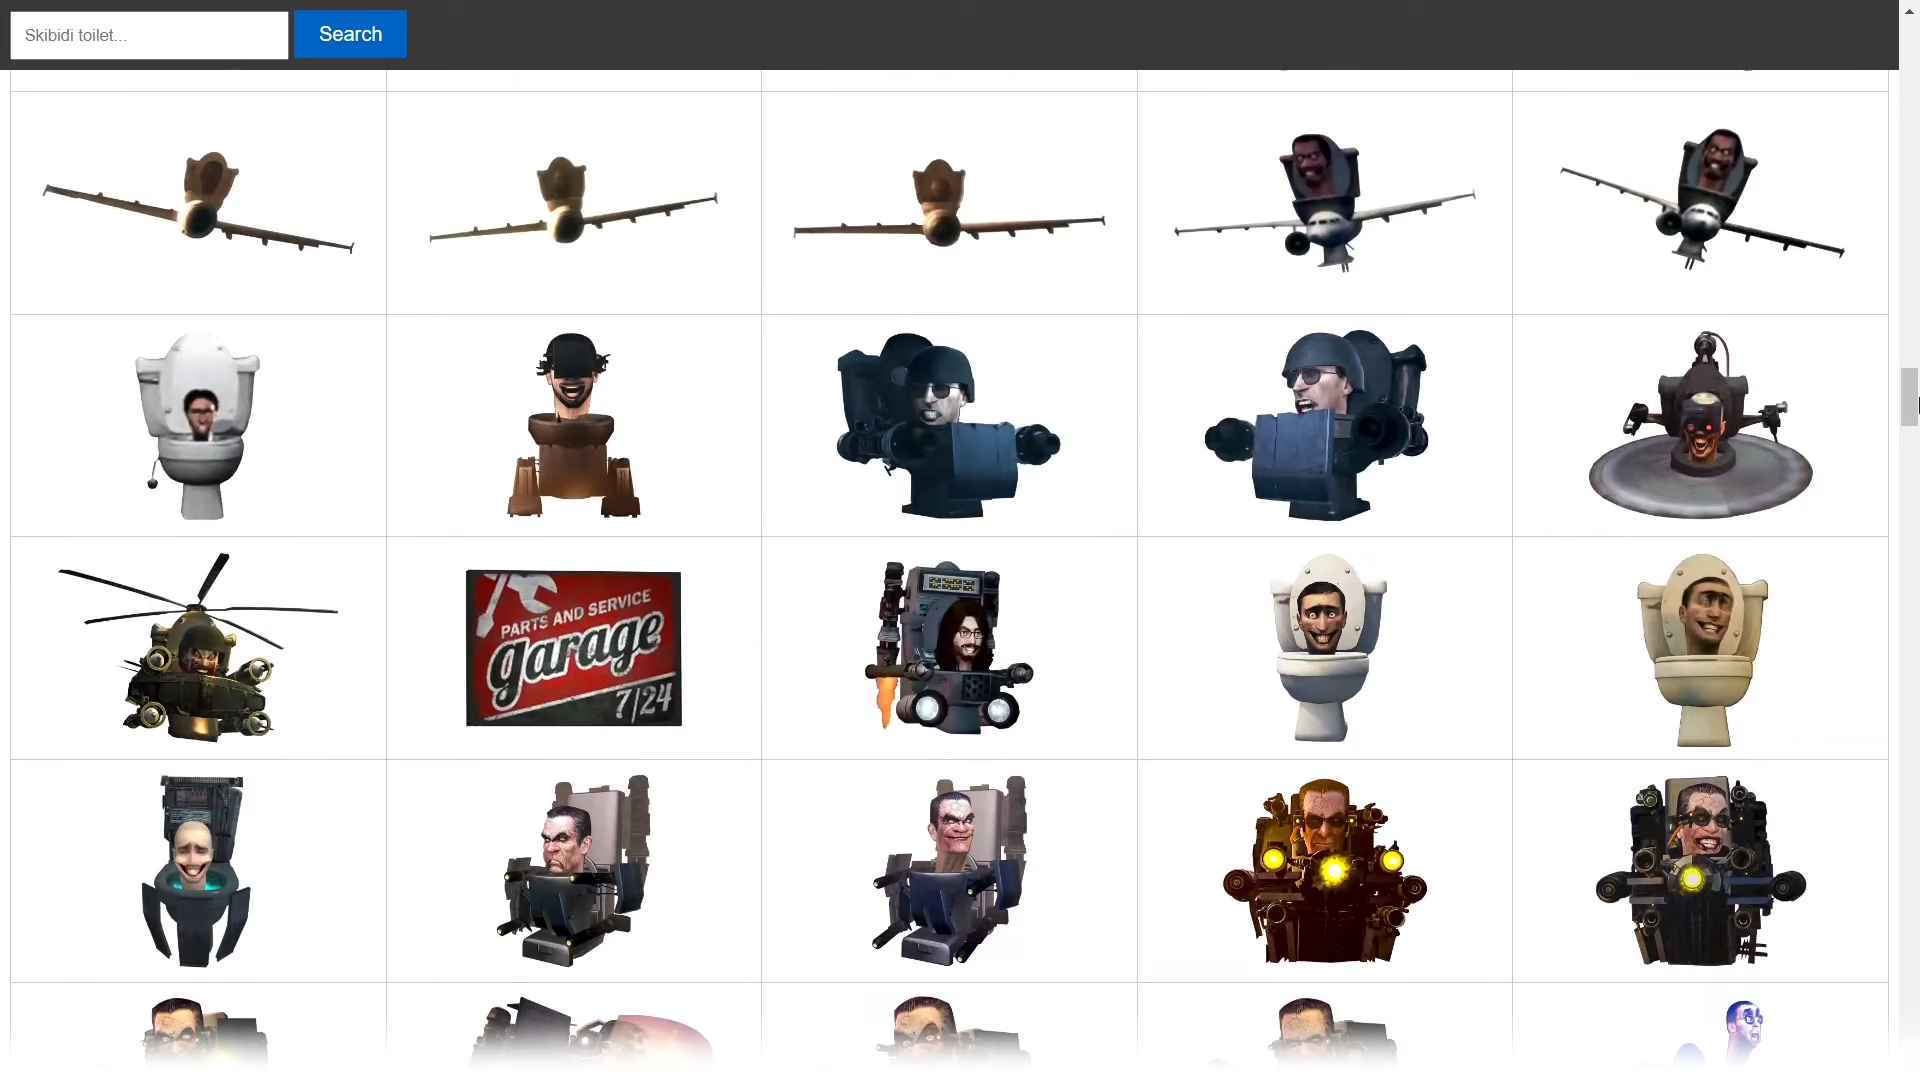 Skibidi toilet...
Search
PARTS AND SERVICE
garage
7/24